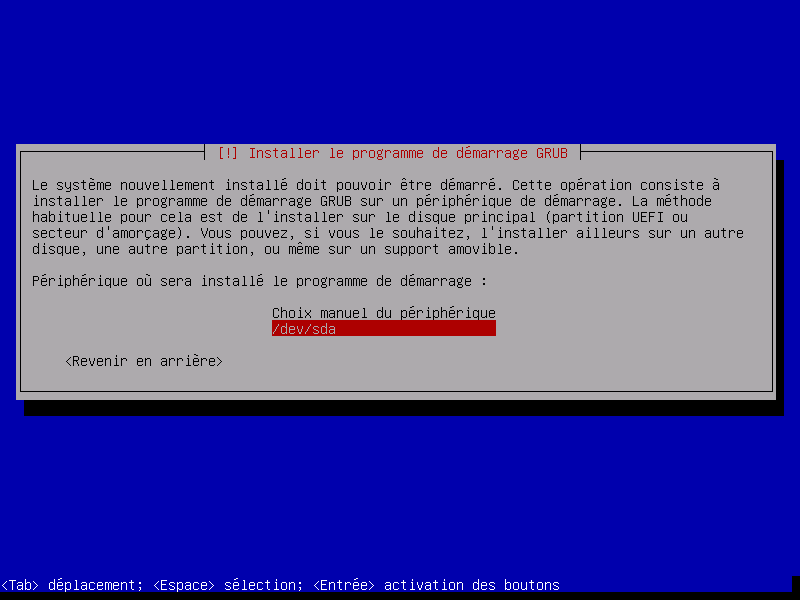 [!] Installer le programme de démarrage GRUB
Le système nouvellement installé doit pouvoir être démarré. Cette opération consiste à
installer le programme de démarrage GRUB sur un périphérique de démarrage. La méthode
habituelle pour cela est de l'installer sur le disque principal (partition UEFI ou
secteur d'amorçage). Vous pouvez, si vous le souhaitez, l'installer ailleurs sur un autre
disque, une autre partition, ou même sur un support amovible.
Périphérique où sera installé le programme de démarrage :
Choix manuel du périphérique
/dev/sda
<Revenir en arrière>
<Tab> déplacement; <Espace> sélection; <Entrée> activation des boutons